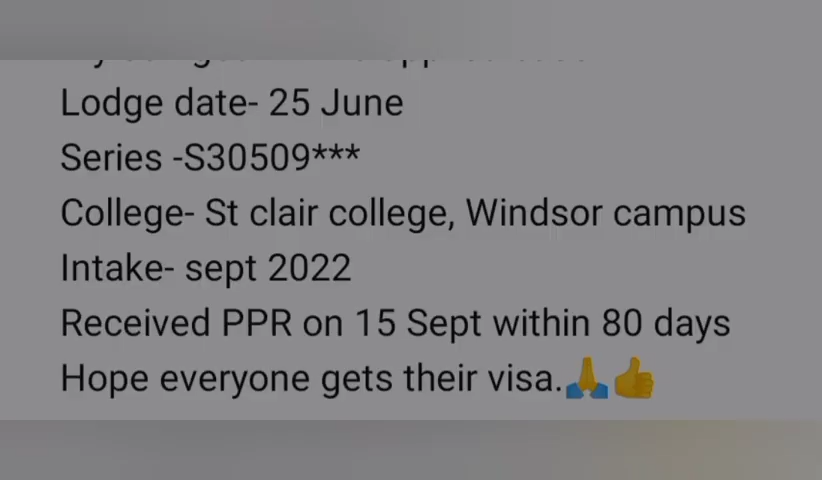 Lodge date- 25 June
Series -S30509***
College- St clair college, Windsor campus
Intake- sept 2022
Received PPR on 15 Sept within 80 days
Hope everyone gets their visa.🙏👍